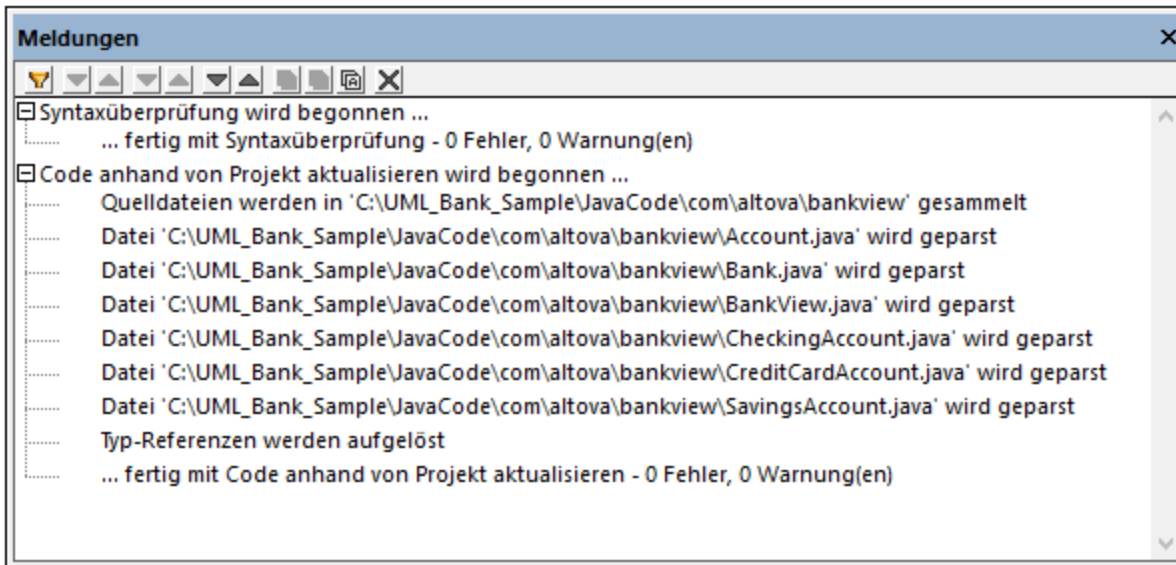 Meldungen
Syntaxüberprüfung wird begonnen ...
... fertig mit Syntaxüberprüfung - 0 Fehler, 0 Warnung(en)
Code anhand von Projekt aktualisieren wird begonnen ...
Quelldateien werden in 'C:\UML_Bank_Sample\JavaCode\com\altova\bankview' gesammelt
Datei 'C:\UML_Bank_Sample\JavaCode\com\altova\bankview\Account.java' wird geparst
Datei 'C:\UML_Bank_Sample\JavaCode\com\altova\bankview\Bank.java' wird geparst
Datei 'C:\UML_Bank_Sample\JavaCode\com\altova\bankview\BankView.java' wird geparst
Datei 'C:\UML_Bank_Sample\JavaCode\com\altova\bankview\CheckingAccount.java' wird geparst
Datei 'C:\UML_Bank_Sample\JavaCode\com\altova\bankview\CreditCardAccount.java' wird geparst
Datei 'C:\UML_Bank_Sample\JavaCode\com\altova\bankview\SavingsAccount.java' wird geparst
Typ-Referenzen werden aufgelöst
... fertig mit Code anhand von Projekt aktualisieren - 0 Fehler, 0 Warnung(en)